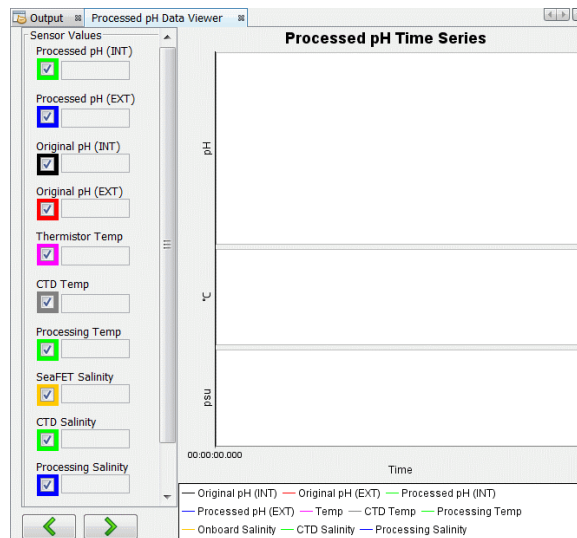 Output
Processed pH Data Viewer
Sensor Values
Processed pH (INT)
Processed pH (EXT)
Original pH (INT)
Original pH (EXT)
Thermistor Temp
CTD Temp
Processing Temp
SeaFET Salinity
CTD Salinity
Processing Salinity
Processed pH Time Series
pH
°C
psu
00:00:00.000
Time
Original pH (INT) Original pH (EXT) Processed pH (INT)
Processed pH (EXT) Temp CTD Temp Processing Temp
Onboard Salinity CTD Salinity Processing Salinity